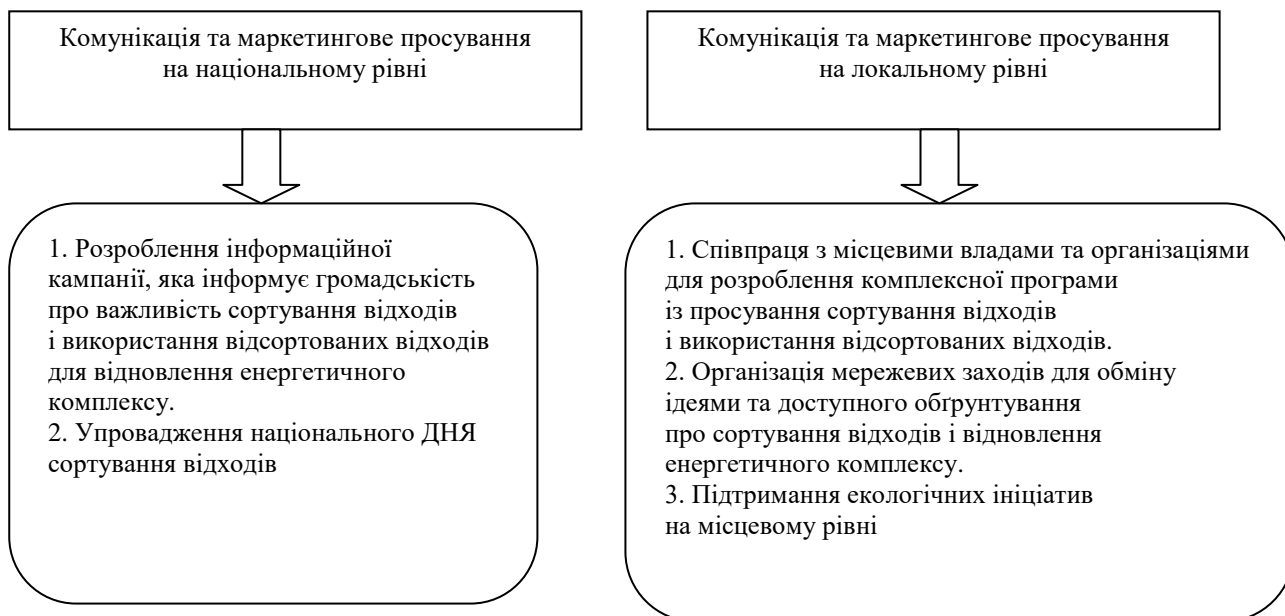 Комунікація та маркетингове просування
на національному рівні
Комунікація та маркетингове просування
на локальному рівні
1. Розроблення інформаційної
кампанії, яка інформує громадськість
про важливість сортування відходів
і використання відсортованих відходів
для відновлення енергетичного
комплексу.
2. Упровадження національного ДНЯ
сортування відходів
1. Співпраця з місцевими владами та організаціями
для розроблення комплексної програми
із просування сортування відходів
і використання відсортованих відходів.
2. Організація мережевих заходів для обміну
ідеями та доступного обґрунтування
про сортування відходів і відновлення
енергетичного комплексу.
3. Підтримання екологічних ініціатив
на місцевому рівні